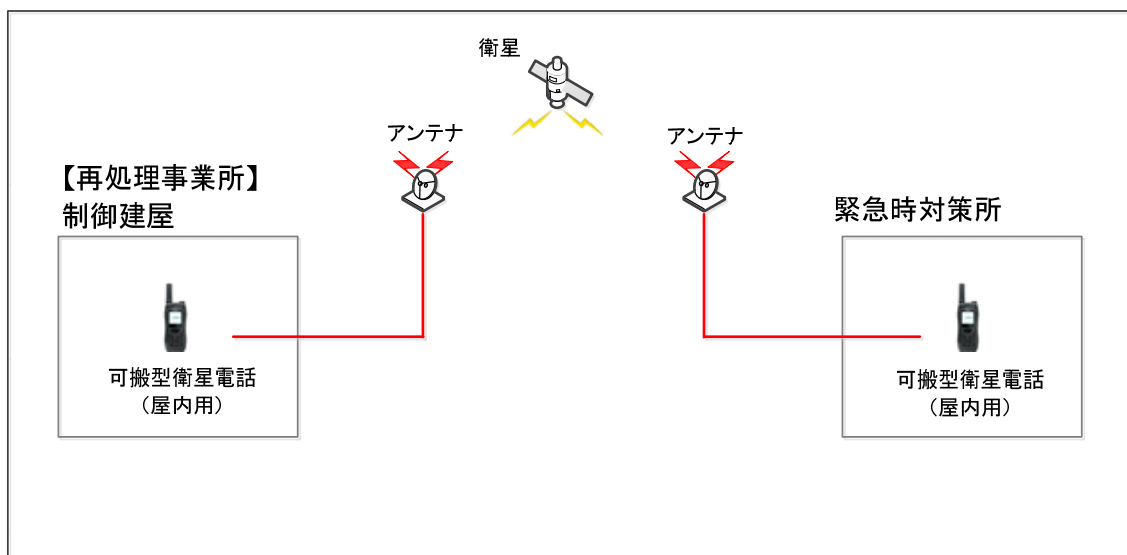 衛星
アンテナ
アンテナ
【再処理事業所】
制御建屋
緊急時対策所
可搬型衛星電話
（屋内用）
可搬型衛星電話
（屋内用）